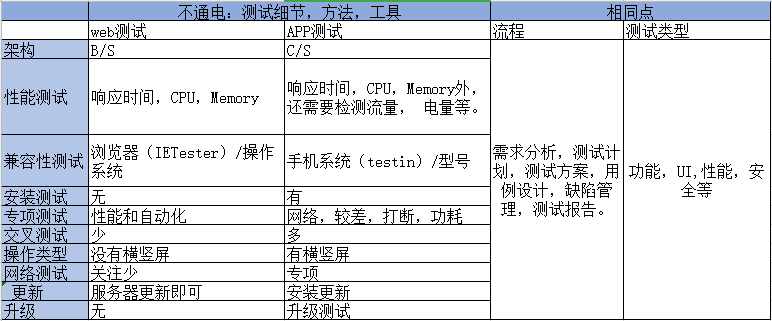 不通电：测试细节，方法，工具 相同点
web测试 APP测试 流程 测试类型
架构 B/S C/S
性能测试 响应时间，CPU，Memory 响应时间，CPU，Memory外，
还需要检测流量， 电量等。
兼容性测试 浏览器（IETester）/操作
系统 手机系统（testin）/型号
需求分析，测试计
划，测试方案，用
例设计，缺陷管
理，测试报告。
功能，UI,性能，安
全等
安装测试 无 有
专项测试 性能和自动化 网络，较差，打断，功耗
交叉测试 少 多
操作类型 没有横竖屏 有横竖屏
网络测试 关注少 专项
更新 服务器更新即可 安装更新
升级 无 升级测试